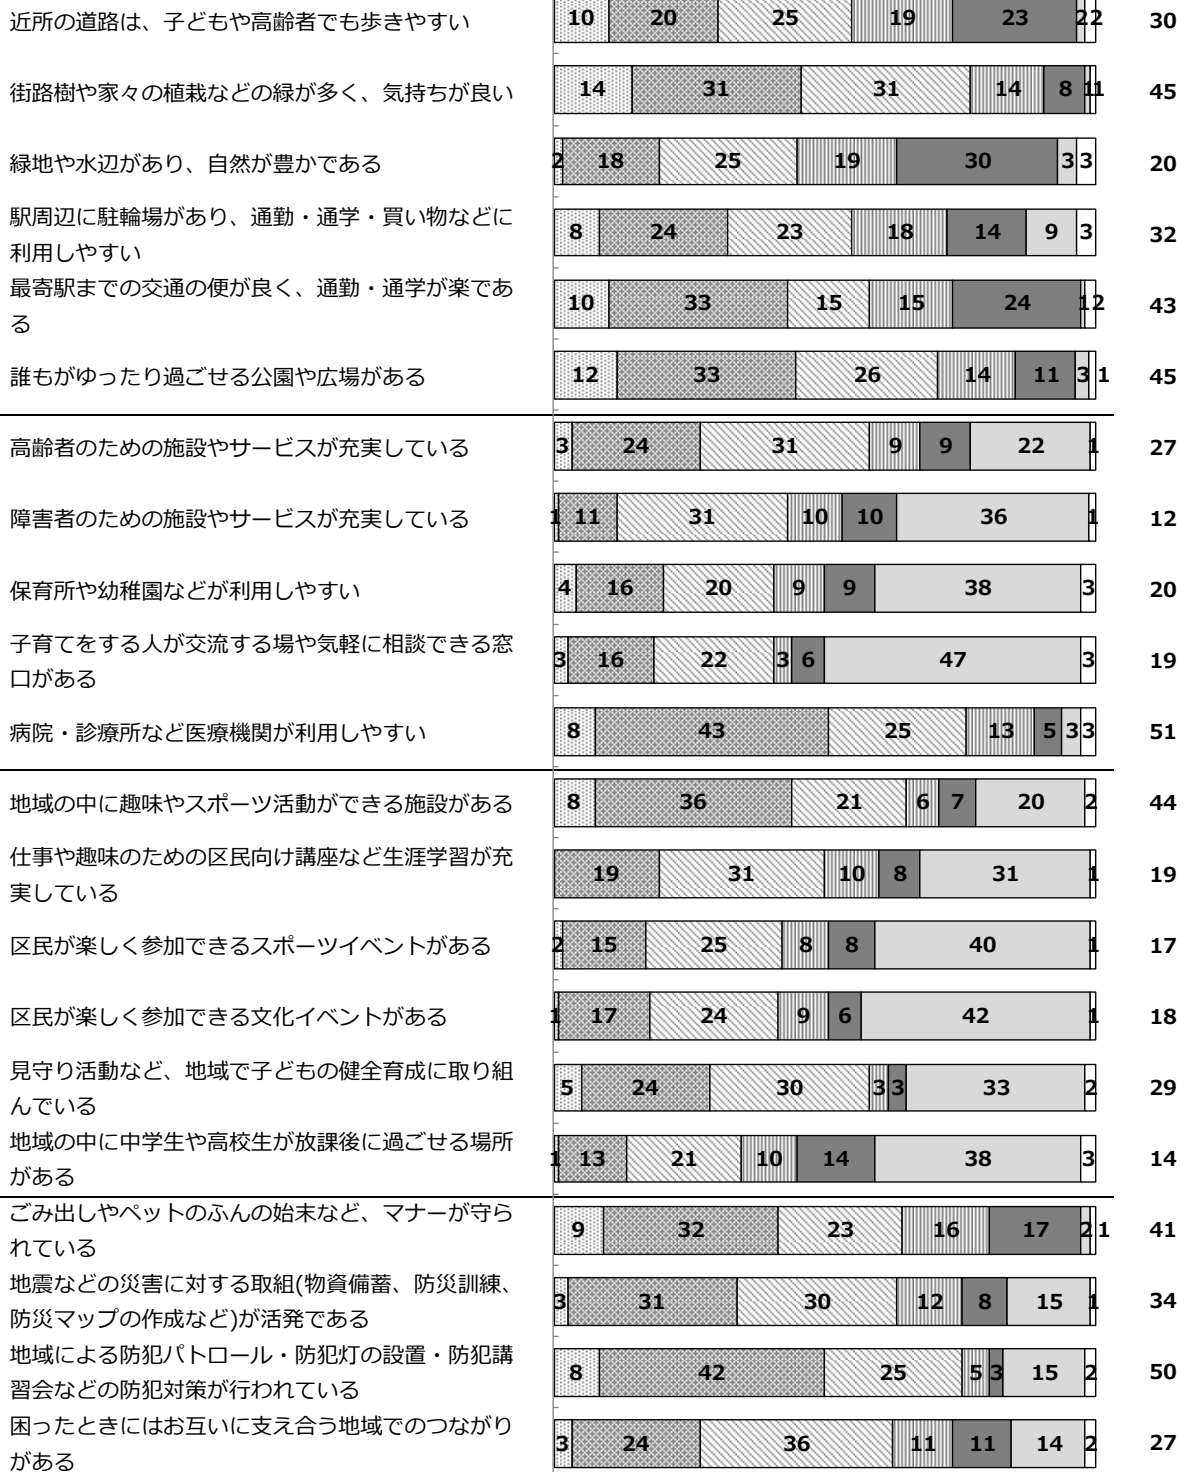 近所の道路は、子どもや高齢者でも歩きやすい 10 20 25 19 23 2 2 30
街路樹や家々の植栽などの緑が多く、気持ちが良い 14 31 31 14 8 1 1 45
緑地や水辺があり、自然が豊かである 2 18 25 19 30 3 3 20
駅周辺に駐輪場があり、通勤・通学・買い物などに
利用しやすい
8 24 23 18 14 9 3 32
最寄駅までの交通の便が良く、通勤・通学が楽であ
る
10 33 15 15 24 1 2 43
誰もがゆったり過ごせる公園や広場がある 12 33 26 14 11 3 1 45
高齢者のための施設やサービスが充実している 3 24 31 9 9 22 1 27
障害者のための施設やサービスが充実している 1 11 31 10 10 36 1 12
保育所や幼稚園などが利用しやすい 4 16 20 9 9 38 3 20
子育てをする人が交流する場や気軽に相談できる窓
口がある
3 16 22 3 6 47 3 19
病院・診療所など医療機関が利用しやすい 8 43 25 13 5 3 3 51
地域の中に趣味やスポーツ活動ができる施設がある 8 36 21 6 7 20 2 44
仕事や趣味のための区民向け講座など生涯学習が充
実している
19 31 10 8 31 1 19
区民が楽しく参加できるスポーツイベントがある 2 15 25 8 8 40 1 17
区民が楽しく参加できる文化イベントがある 1 17 24 9 6 42 1 18
見守り活動など、地域で子どもの健全育成に取り組
んでいる
5 24 30 3 3 33 2 29
地域の中に中学生や高校生が放課後に過ごせる場所
がある
1 13 21 10 14 38 3 14
ごみ出しやペットのふんの始末など、マナーが守ら
れている
9 32 23 16 17 2 1 41
地震などの災害に対する取組(物資備蓄、防災訓練、
防災マップの作成など)が活発である
3 31 30 12 8 15 1 34
地域による防犯パトロール・防犯灯の設置・防犯講
習会などの防犯対策が行われている
8 42 25 5 3 15 2 50
困ったときにはお互いに支え合う地域でのつながり
がある
3 24 36 11 11 14 2 27